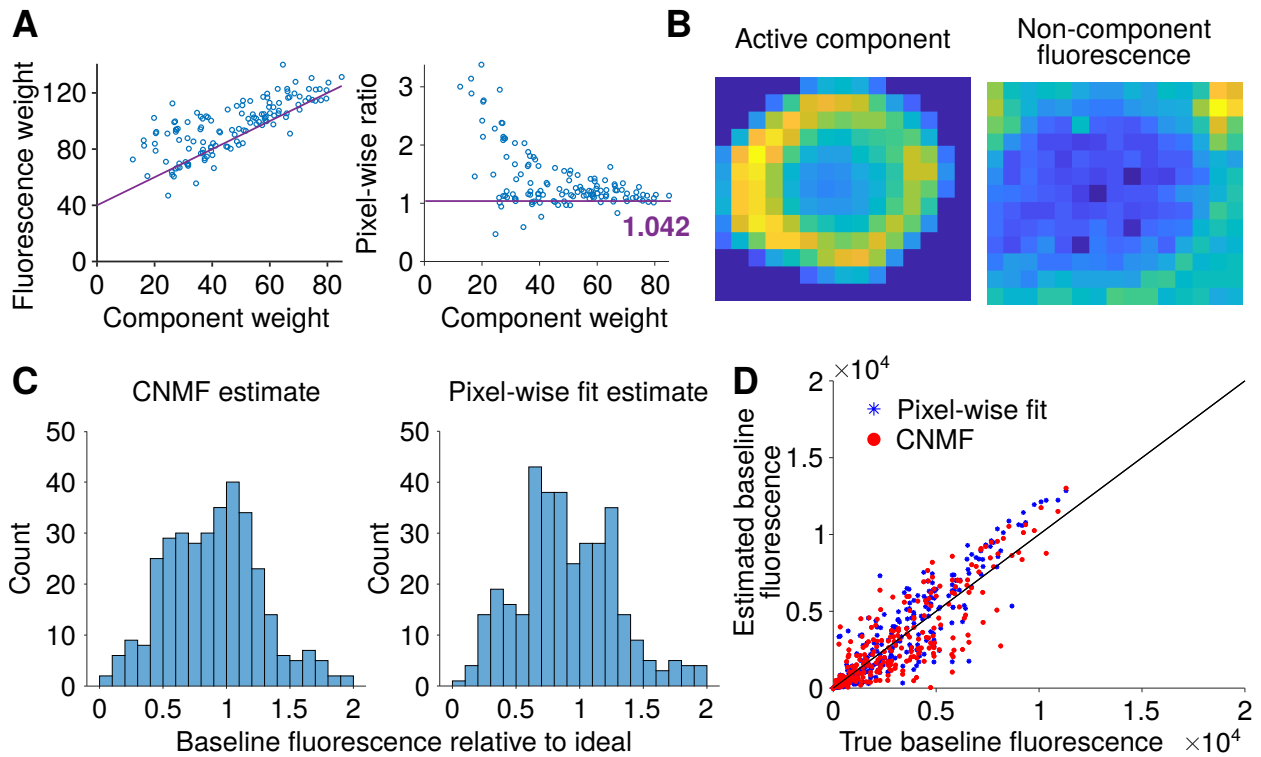 A
Fluorescence weight
120
80
40
0
0
20
40
60
80
Component weight
Pixel-wise ratio
3
2
1
0
1.042
0
20
40
60
80
Component weight
B
Active component
Non-component
fluorescence
C
CNMF estimate
Count
50
40
30
20
10
0
0
0.5
1
1.5
2
Pixel-wise fit estimate
Count
50
40
30
20
10
0
0
0.5
1
1.5
2
Baseline fluorescence relative to ideal
D
×10⁴
Estimated baseline
fluorescence
2
1.5
1
0.5
0
Pixel-wise fit
CNMF
0
0.5
1
1.5
2
True baseline fluorescence
×10⁴